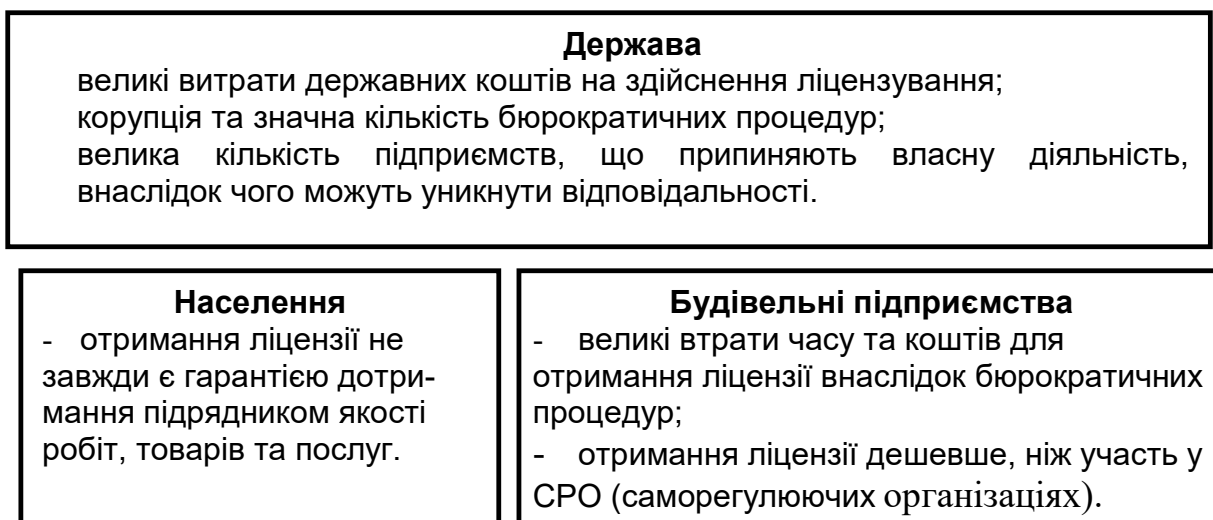 Держава
великі витрати державних коштів на здійснення ліцензування;
корупція та значна кількість бюрократичних процедур;
велика кількість підприємств, що припиняють власну діяльність,
внаслідок чого можуть уникнути відповідальності.
Населення
- отримання ліцензії не
завжди є гарантією дотри-
мання підрядником якості
робіт, товарів та послуг.
Будівельні підприємства
- великі втрати часу та коштів для
отримання ліцензії внаслідок бюрократичних
процедур;
- отримання ліцензії дешевше, ніж участь у
СРО (саморегулюючих організаціях).